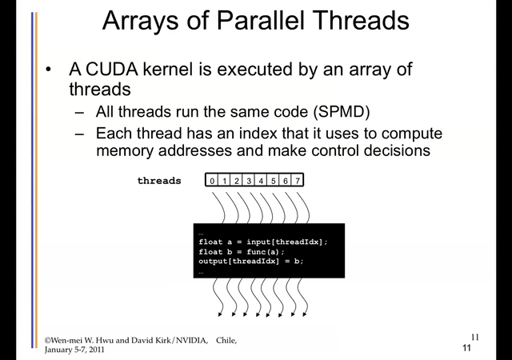 Arrays of Parallel Threads
• A CUDA kernel is executed by an array of
threads
– All threads run the same code (SPMD)
– Each thread has an index that it uses to compute
memory addresses and make control decisions
threads
0 1 2 3 4 5 6 7
…
float a = input[threadIdx];
float b = func(a);
output[threadIdx] = b;
…
©Wen-mei W. Hwu and David Kirk/NVIDIA, Chile,
January 5-7, 2011
11
11